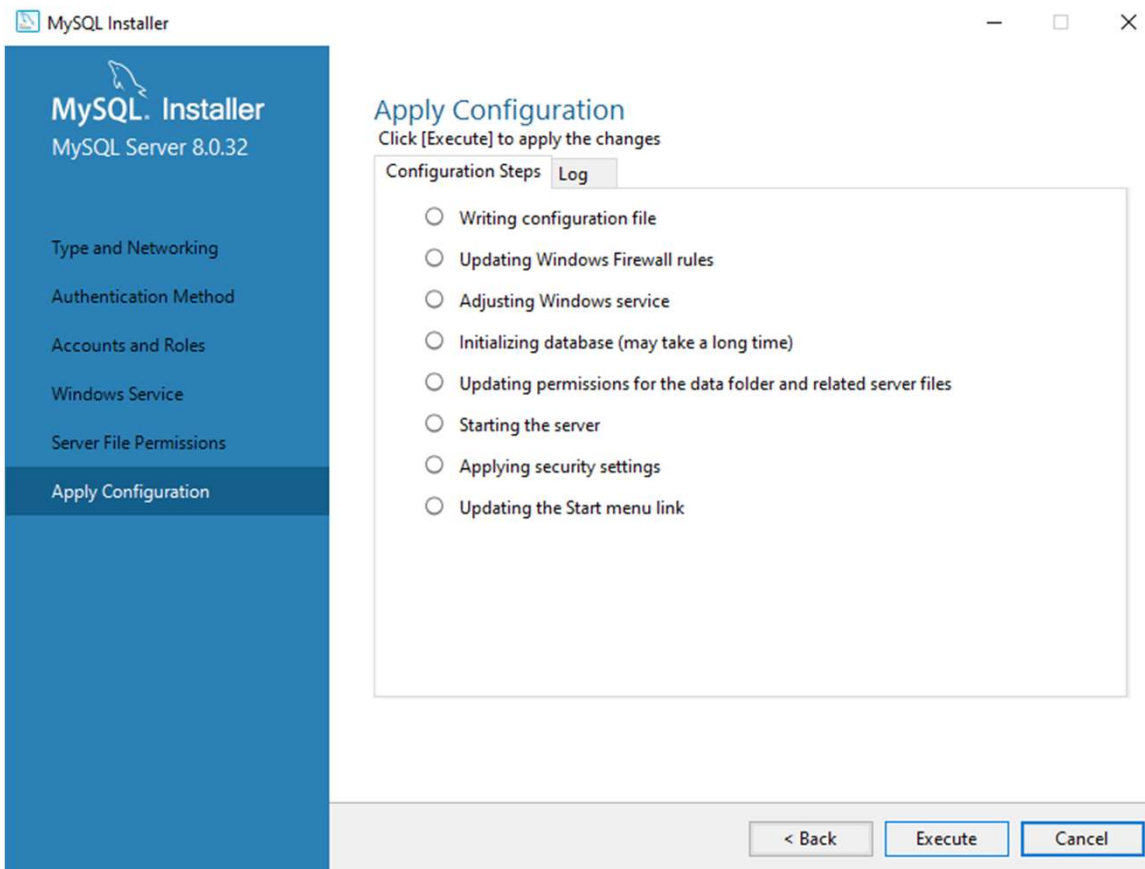 MySQL Installer
MySQL. Installer
MySQL Server 8.0.32
Type and Networking
Authentication Method
Accounts and Roles
Windows Service
Server File Permissions
Apply Configuration
Apply Configuration
Click [Execute] to apply the changes
Configuration Steps Log
Writing configuration file
Updating Windows Firewall rules
Adjusting Windows service
Initializing database (may take a long time)
Updating permissions for the data folder and related server files
Starting the server
Applying security settings
Updating the Start menu link
< Back Execute Cancel